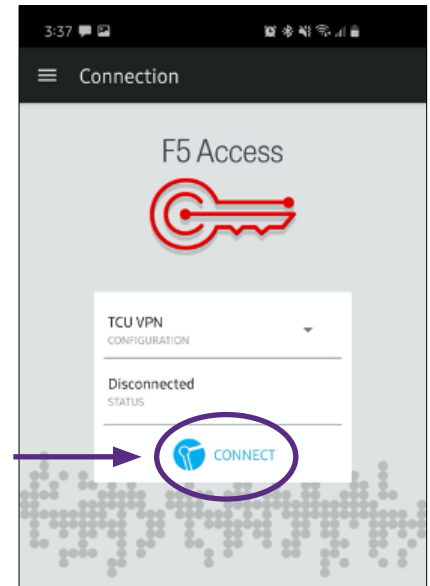 3:37
Connection
F5 Access
TCU VPN
CONFIGURATION
Disconnected
STATUS
CONNECT